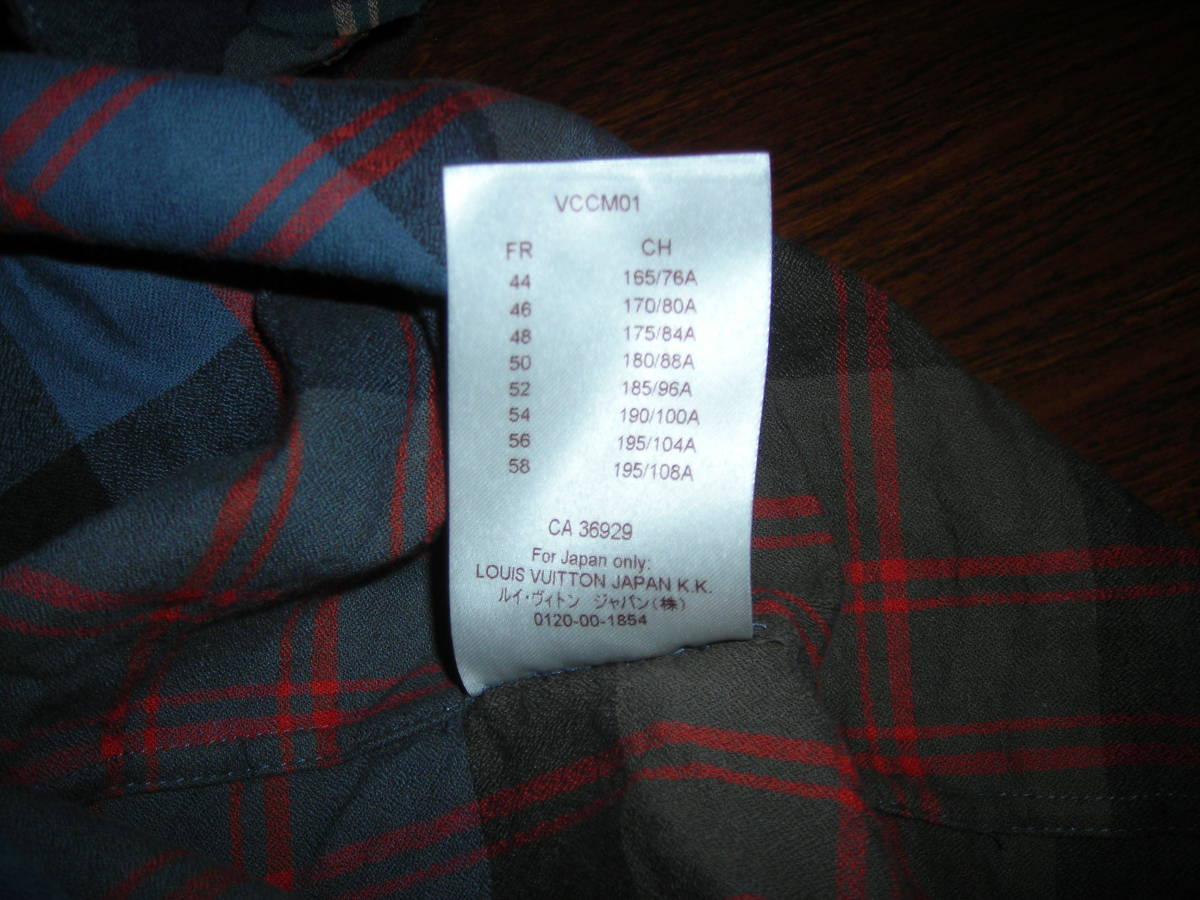 VCCM01
FR CH
44 165/76A
46 170/80A
48 175/84A
50 180/88A
52 185/96A
54 190/100A
56 195/104A
58 195/108A
CA 36929
For Japan only:
LOUIS VUITTON JAPAN K.K.
ルイ・ヴィトン ジャパン(株)
0120-00-1854